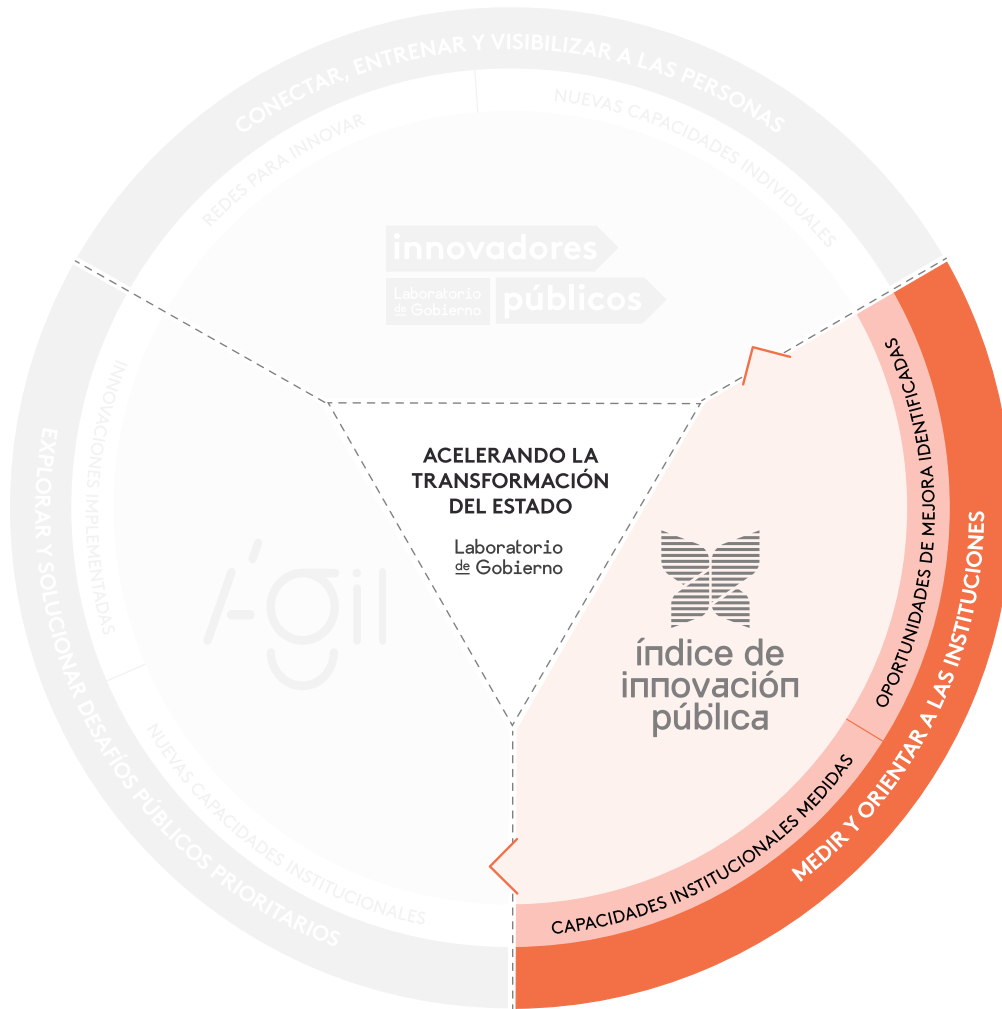 CONECTAR, ENTRENAR Y VISIBILIZAR A LAS PERSONAS
REDES PARA INNOVAR
NUEVAS CAPACIDADES INDIVIDUALES
innovadores
Laboratorio
de Gobierno
públicos
EXPLORAR Y SOLUCIONAR DESAFÍOS PÚBLICOS PRIORITARIOS
INNOVACIONES IMPLEMENTADAS
NUEVAS CAPACIDADES INSTITUCIONALES
Ágil
ACELERANDO LA
TRANSFORMACIÓN
DEL ESTADO
Laboratorio
de Gobierno
índice de
innovación
pública
OPORTUNIDADES DE MEJORA IDENTIFICADAS
CAPACIDADES INSTITUCIONALES MEDIDAS
MEDIR Y ORIENTAR A LAS INSTITUCIONES